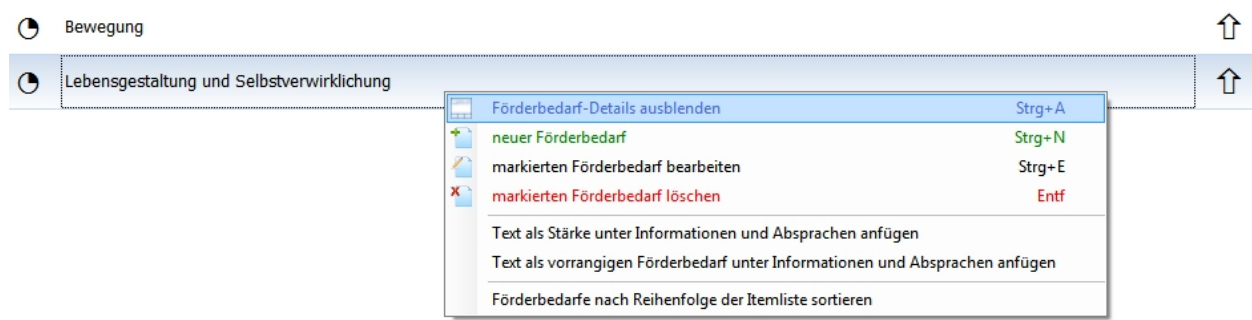 Bewegung
Lebensgestaltung und Selbstverwirklichung
Förderbedarf-Details ausblenden Strg+A
neuer Förderbedarf Strg+N
markierten Förderbedarf bearbeiten Strg+E
markierten Förderbedarf löschen Entf
Text als Stärke unter Informationen und Absprachen anfügen
Text als vorrangigen Förderbedarf unter Informationen und Absprachen anfügen
Förderbedarfe nach Reihenfolge der Itemliste sortieren